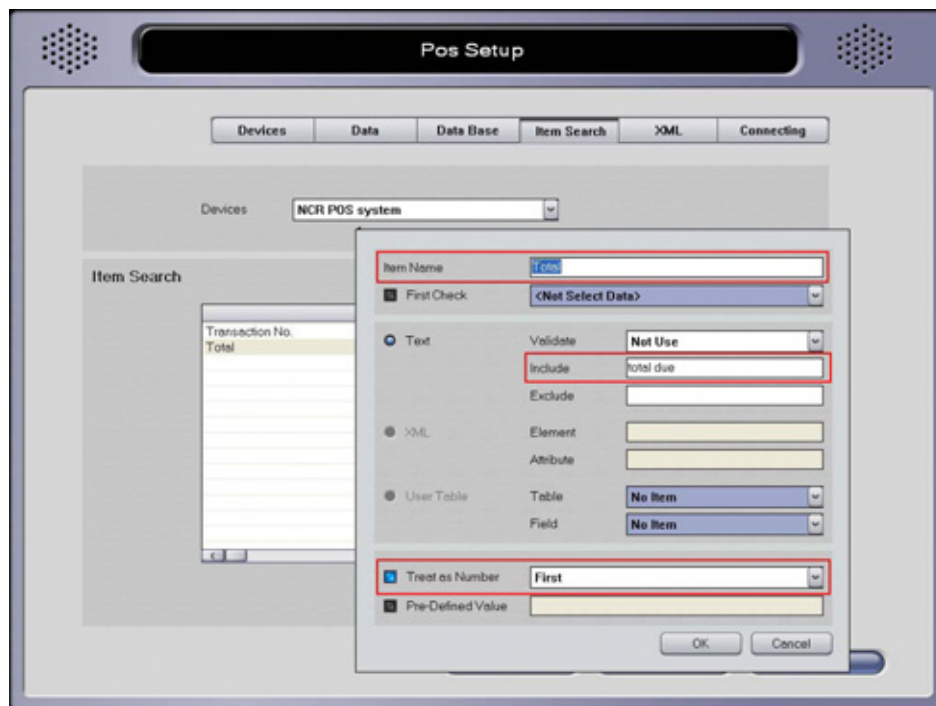 Pos Setup
Devices Data Data Base Item Search XML Connecting
Devices NCR POS system
Item Search
Transaction No.
Total
Item Name Total
First Check <Not Select Data>
Text Validate Not Use
Include total due
Exclude
XML Element
Attribute
User Table Table No Item
Field No Item
Treat as Number First
Pre-Defined Value
OK Cancel